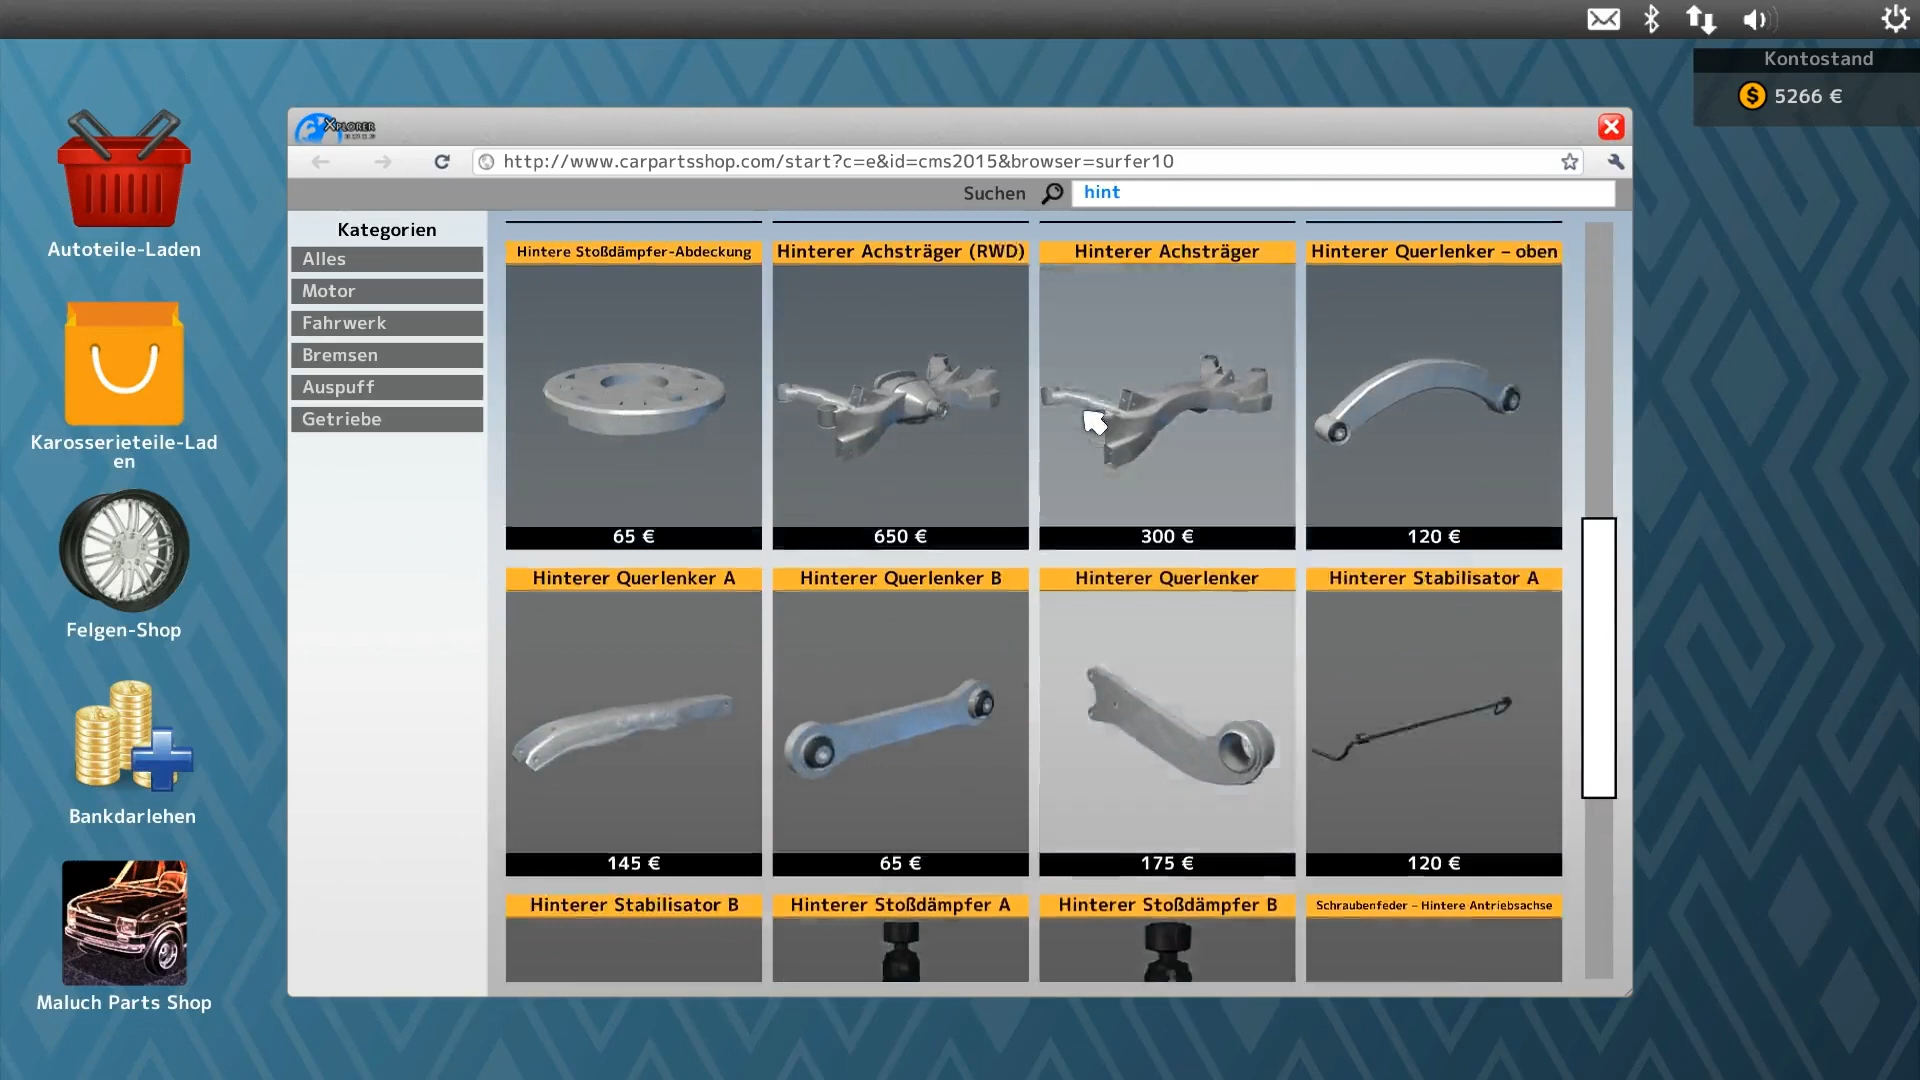 Kontostand
5266 €
Autoteile-Laden
Karosserieteile-Lad
en
Felgen-Shop
Bankdarlehen
Maluch Parts Shop
XPLORER
http://www.carpartsshop.com/start?c=e&id=cms2015&browser=surfer10
Suchen
hint
Kategorien
Alles
Motor
Fahrwerk
Bremsen
Auspuff
Getriebe
Hintere Stoßdämpfer-Abdeckung
Hinterer Achsträger (RWD)
Hinterer Achsträger
Hinterer Querlenker – oben
65 €
650 €
300 €
120 €
Hinterer Querlenker A
Hinterer Querlenker B
Hinterer Querlenker
Hinterer Stabilisator A
145 €
65 €
175 €
120 €
Hinterer Stabilisator B
Hinterer Stoßdämpfer A
Hinterer Stoßdämpfer B
Schraubenfeder – Hintere Antriebsachse